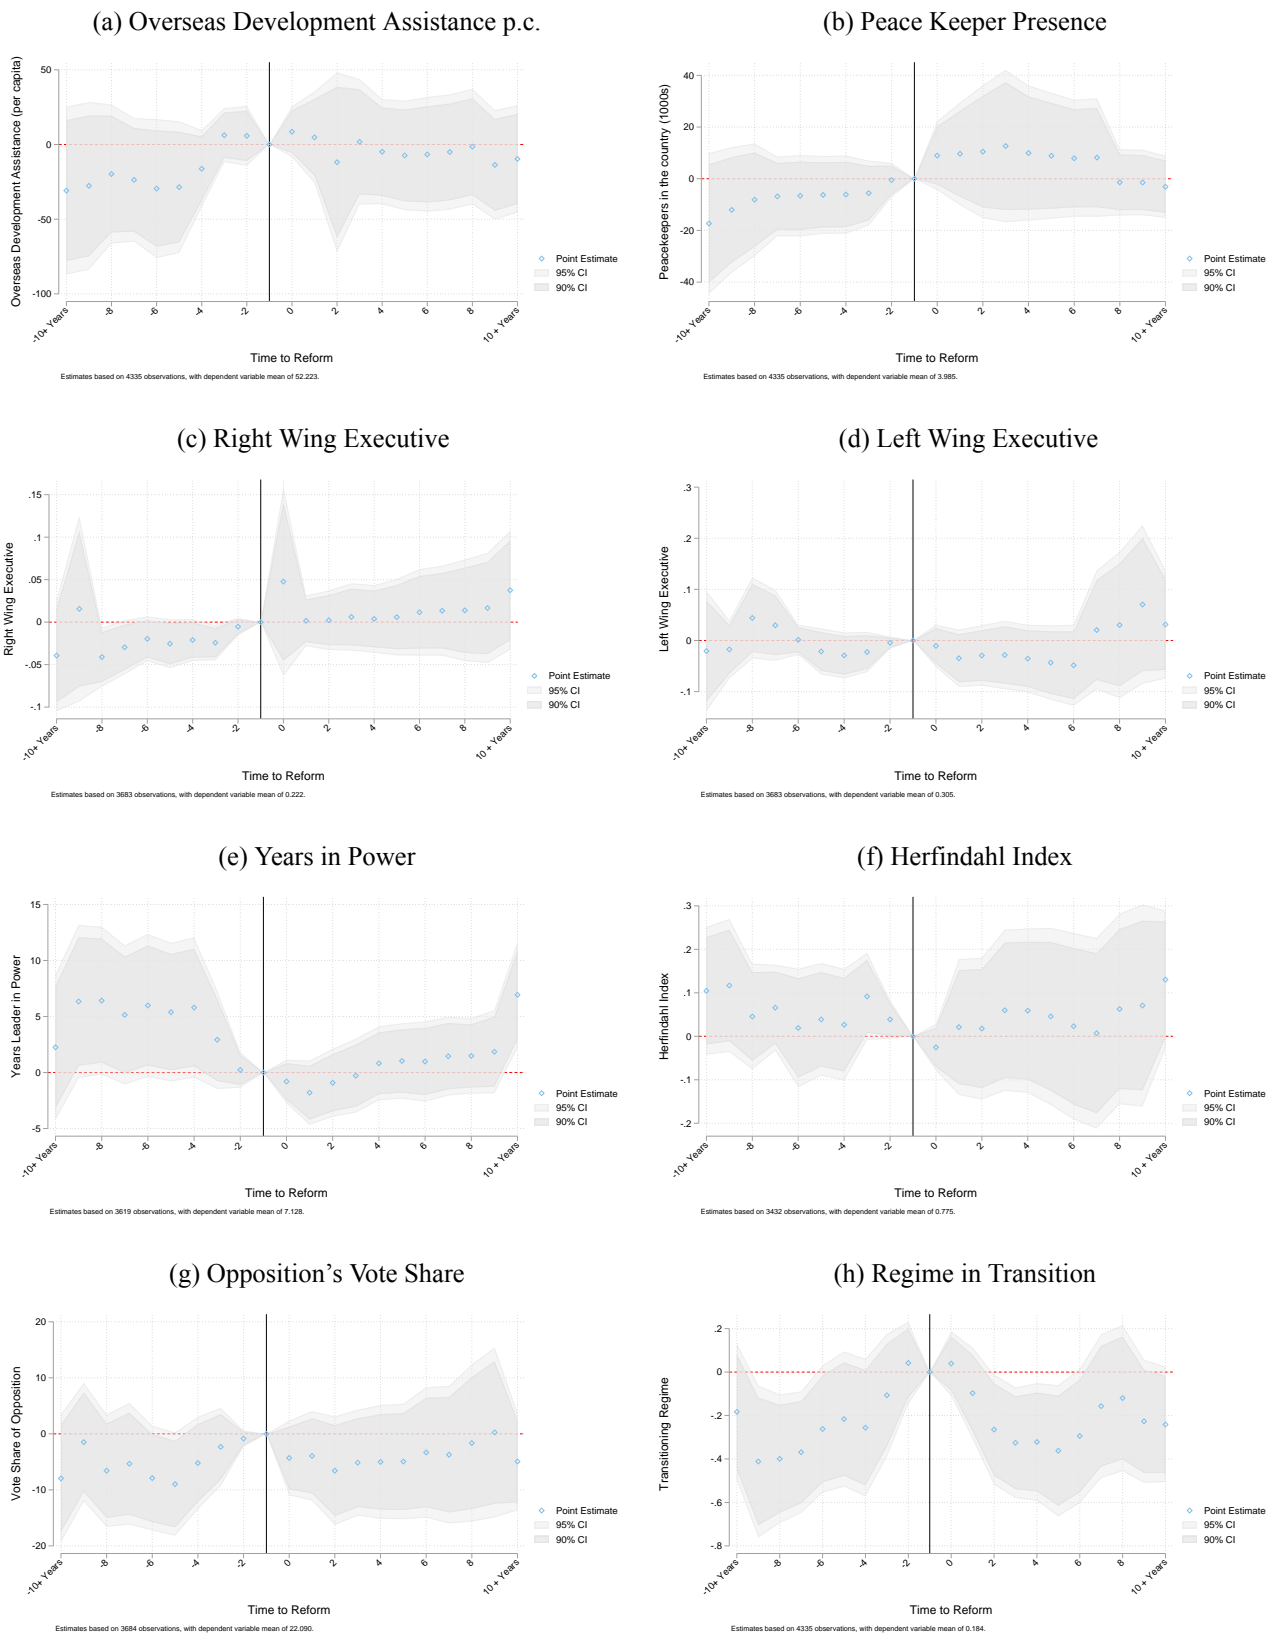 (a) Overseas Development Assistance p.c.
Overseas Development Assistance (per capita)
50
0
-50
-100
-10+ Years
-8
-6
-4
-2
0
2
4
6
8
10 + Years
Time to Reform
Point Estimate
95% CI
90% CI
Estimates based on 4335 observations, with dependent variable mean of 52.223.
(b) Peace Keeper Presence
Peacekeepers in the country (1000s)
40
20
0
-20
-40
-10+ Years
-8
-6
-4
-2
0
2
4
6
8
10 + Years
Time to Reform
Point Estimate
95% CI
90% CI
Estimates based on 4335 observations, with dependent variable mean of 3.985.
(c) Right Wing Executive
Right Wing Executive
.15
.1
.05
0
-.05
-.1
-10+ Years
-8
-6
-4
-2
0
2
4
6
8
10 + Years
Time to Reform
Point Estimate
95% CI
90% CI
Estimates based on 3683 observations, with dependent variable mean of 0.222.
(d) Left Wing Executive
Left Wing Executive
.3
.2
.1
0
-.1
-10+ Years
-8
-6
-4
-2
0
2
4
6
8
10 + Years
Time to Reform
Point Estimate
95% CI
90% CI
Estimates based on 3683 observations, with dependent variable mean of 0.305.
(e) Years in Power
Years Leader in Power
15
10
5
0
-5
-10+ Years
-8
-6
-4
-2
0
2
4
6
8
10 + Years
Time to Reform
Point Estimate
95% CI
90% CI
Estimates based on 3619 observations, with dependent variable mean of 7.128.
(f) Herfindahl Index
Herfindahl Index
.3
.2
.1
0
-.1
-.2
-10+ Years
-8
-6
-4
-2
0
2
4
6
8
10 + Years
Time to Reform
Point Estimate
95% CI
90% CI
Estimates based on 3432 observations, with dependent variable mean of 0.775.
(g) Opposition's Vote Share
Vote Share of Opposition
20
10
0
-10
-20
-10+ Years
-8
-6
-4
-2
0
2
4
6
8
10 + Years
Time to Reform
Point Estimate
95% CI
90% CI
Estimates based on 3684 observations, with dependent variable mean of 22.090.
(h) Regime in Transition
Transitioning Regime
.2
0
-.2
-.4
-.6
-.8
-10+ Years
-8
-6
-4
-2
0
2
4
6
8
10 + Years
Time to Reform
Point Estimate
95% CI
90% CI
Estimates based on 4335 observations, with dependent variable mean of 0.184.